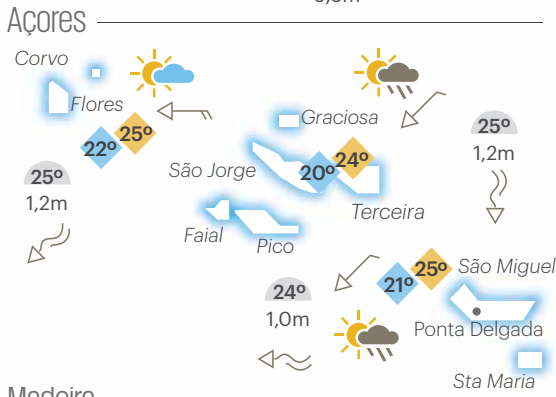 Açores
Corvo
Flores
22º 25º
25º
1,2m
Graciosa
São Jorge
20º 24º
Terceira
Faial
Pico
25º
1,2m
24º
1,0m
21º 25º
São Miguel
Ponta Delgada
Sta Maria